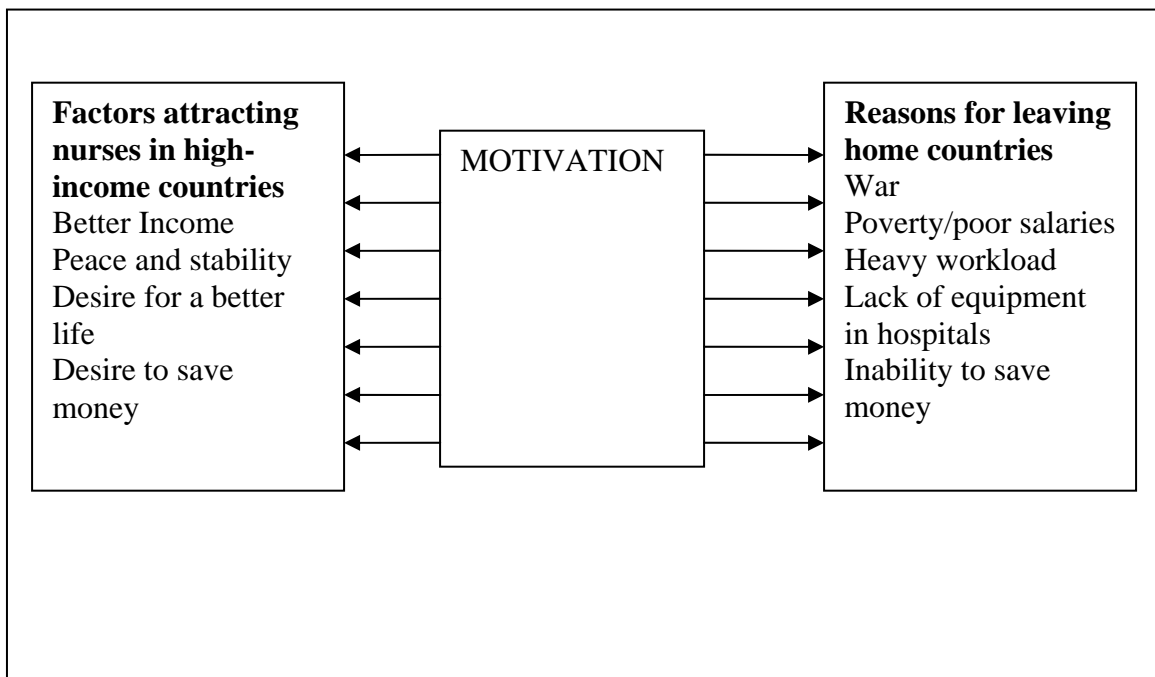 Factors attracting
nurses in high-
income countries
Better Income
Peace and stability
Desire for a better
life
Desire to save
money
MOTIVATION
Reasons for leaving
home countries
War
Poverty/poor salaries
Heavy workload
Lack of equipment
in hospitals
Inability to save
money